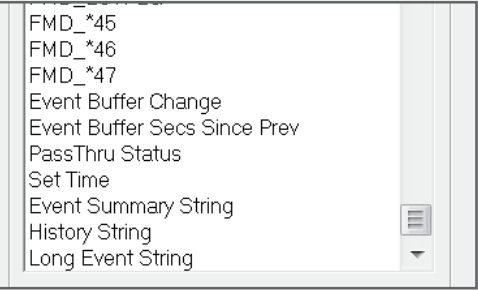 FMD_*45
FMD_*46
FMD_*47
Event Buffer Change
Event Buffer Secs Since Prev
PassThru Status
Set Time
Event Summary String
History String
Long Event String